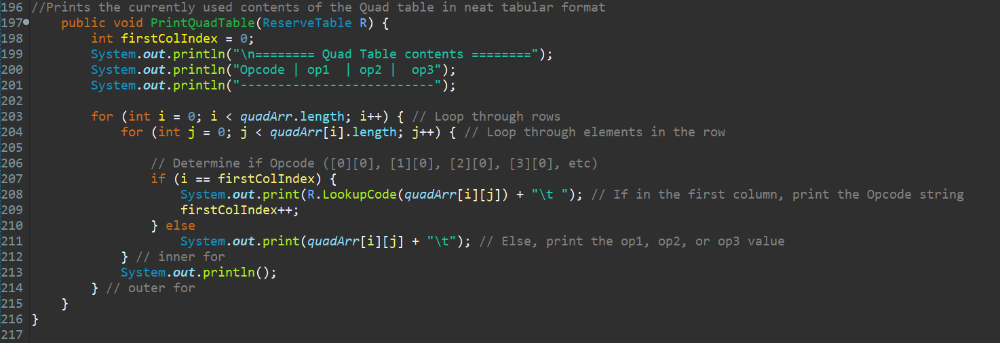 196 //Prints the currently used contents of the Quad table in neat tabular format
197 public void PrintQuadTable(ReserveTable R) {
198 int firstColIndex = 0;
199 System.out.println("\n======== Quad Table contents ========");
200 System.out.println("Opcode | op1  | op2 |  op3");
201 System.out.println("--------------------------");
202
203 for (int i = 0; i < quadArr.length; i++) { // Loop through rows
204 for (int j = 0; j < quadArr[i].length; j++) { // Loop through elements in the row
205
206 // Determine if Opcode ([0][0], [1][0], [2][0], [3][0], etc)
207 if (i == firstColIndex) {
208 System.out.print(R.LookupCode(quadArr[i][j]) + "\t "); // If in the first column, print the Opcode string
209 firstColIndex++;
210 } else
211 System.out.print(quadArr[i][j] + "\t"); // Else, print the op1, op2, or op3 value
212 } // inner for
213 System.out.println();
214 } // outer for
215 }
216 }
217